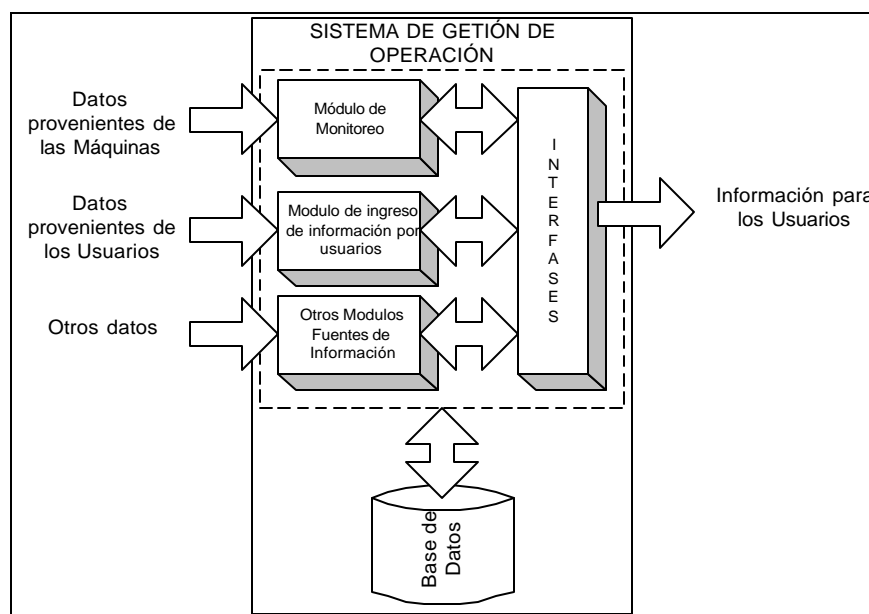 SISTEMA DE GETIÓN DE
OPERACIÓN
Datos
provenientes de
las Máquinas
Módulo de
Monitoreo
Datos
provenientes de
los Usuarios
Modulo de ingreso
de información por
usuarios
Otros datos
Otros Modulos
Fuentes de
Información
INTERFASES
Información para
los Usuarios
Base de
Datos